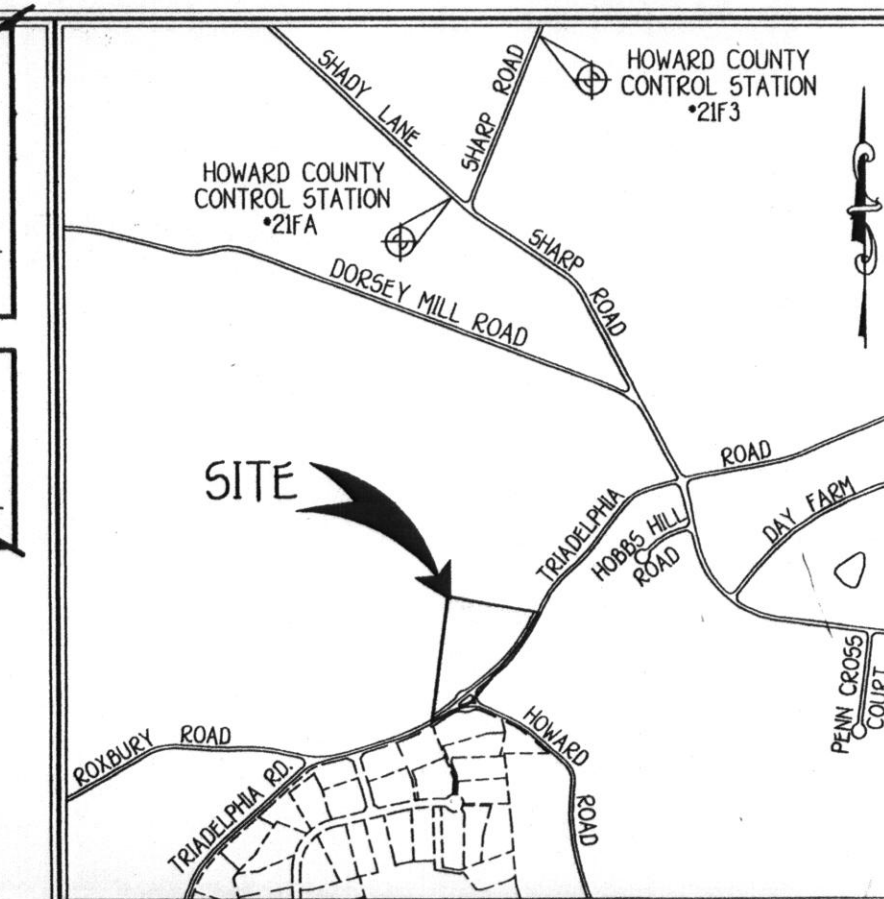 SHADY LANE
SHARP ROAD
HOWARD COUNTY
CONTROL STATION
•21F3
HOWARD COUNTY
CONTROL STATION
•21FA
SHARP ROAD
DORSEY MILL ROAD
SITE
TRIADELPHIA ROAD
HOBBS HILL
ROAD
DAY FARM
PENN CROSS
COURT
ROXBURY ROAD
TRIADELPHIA RD.
HOWARD ROAD